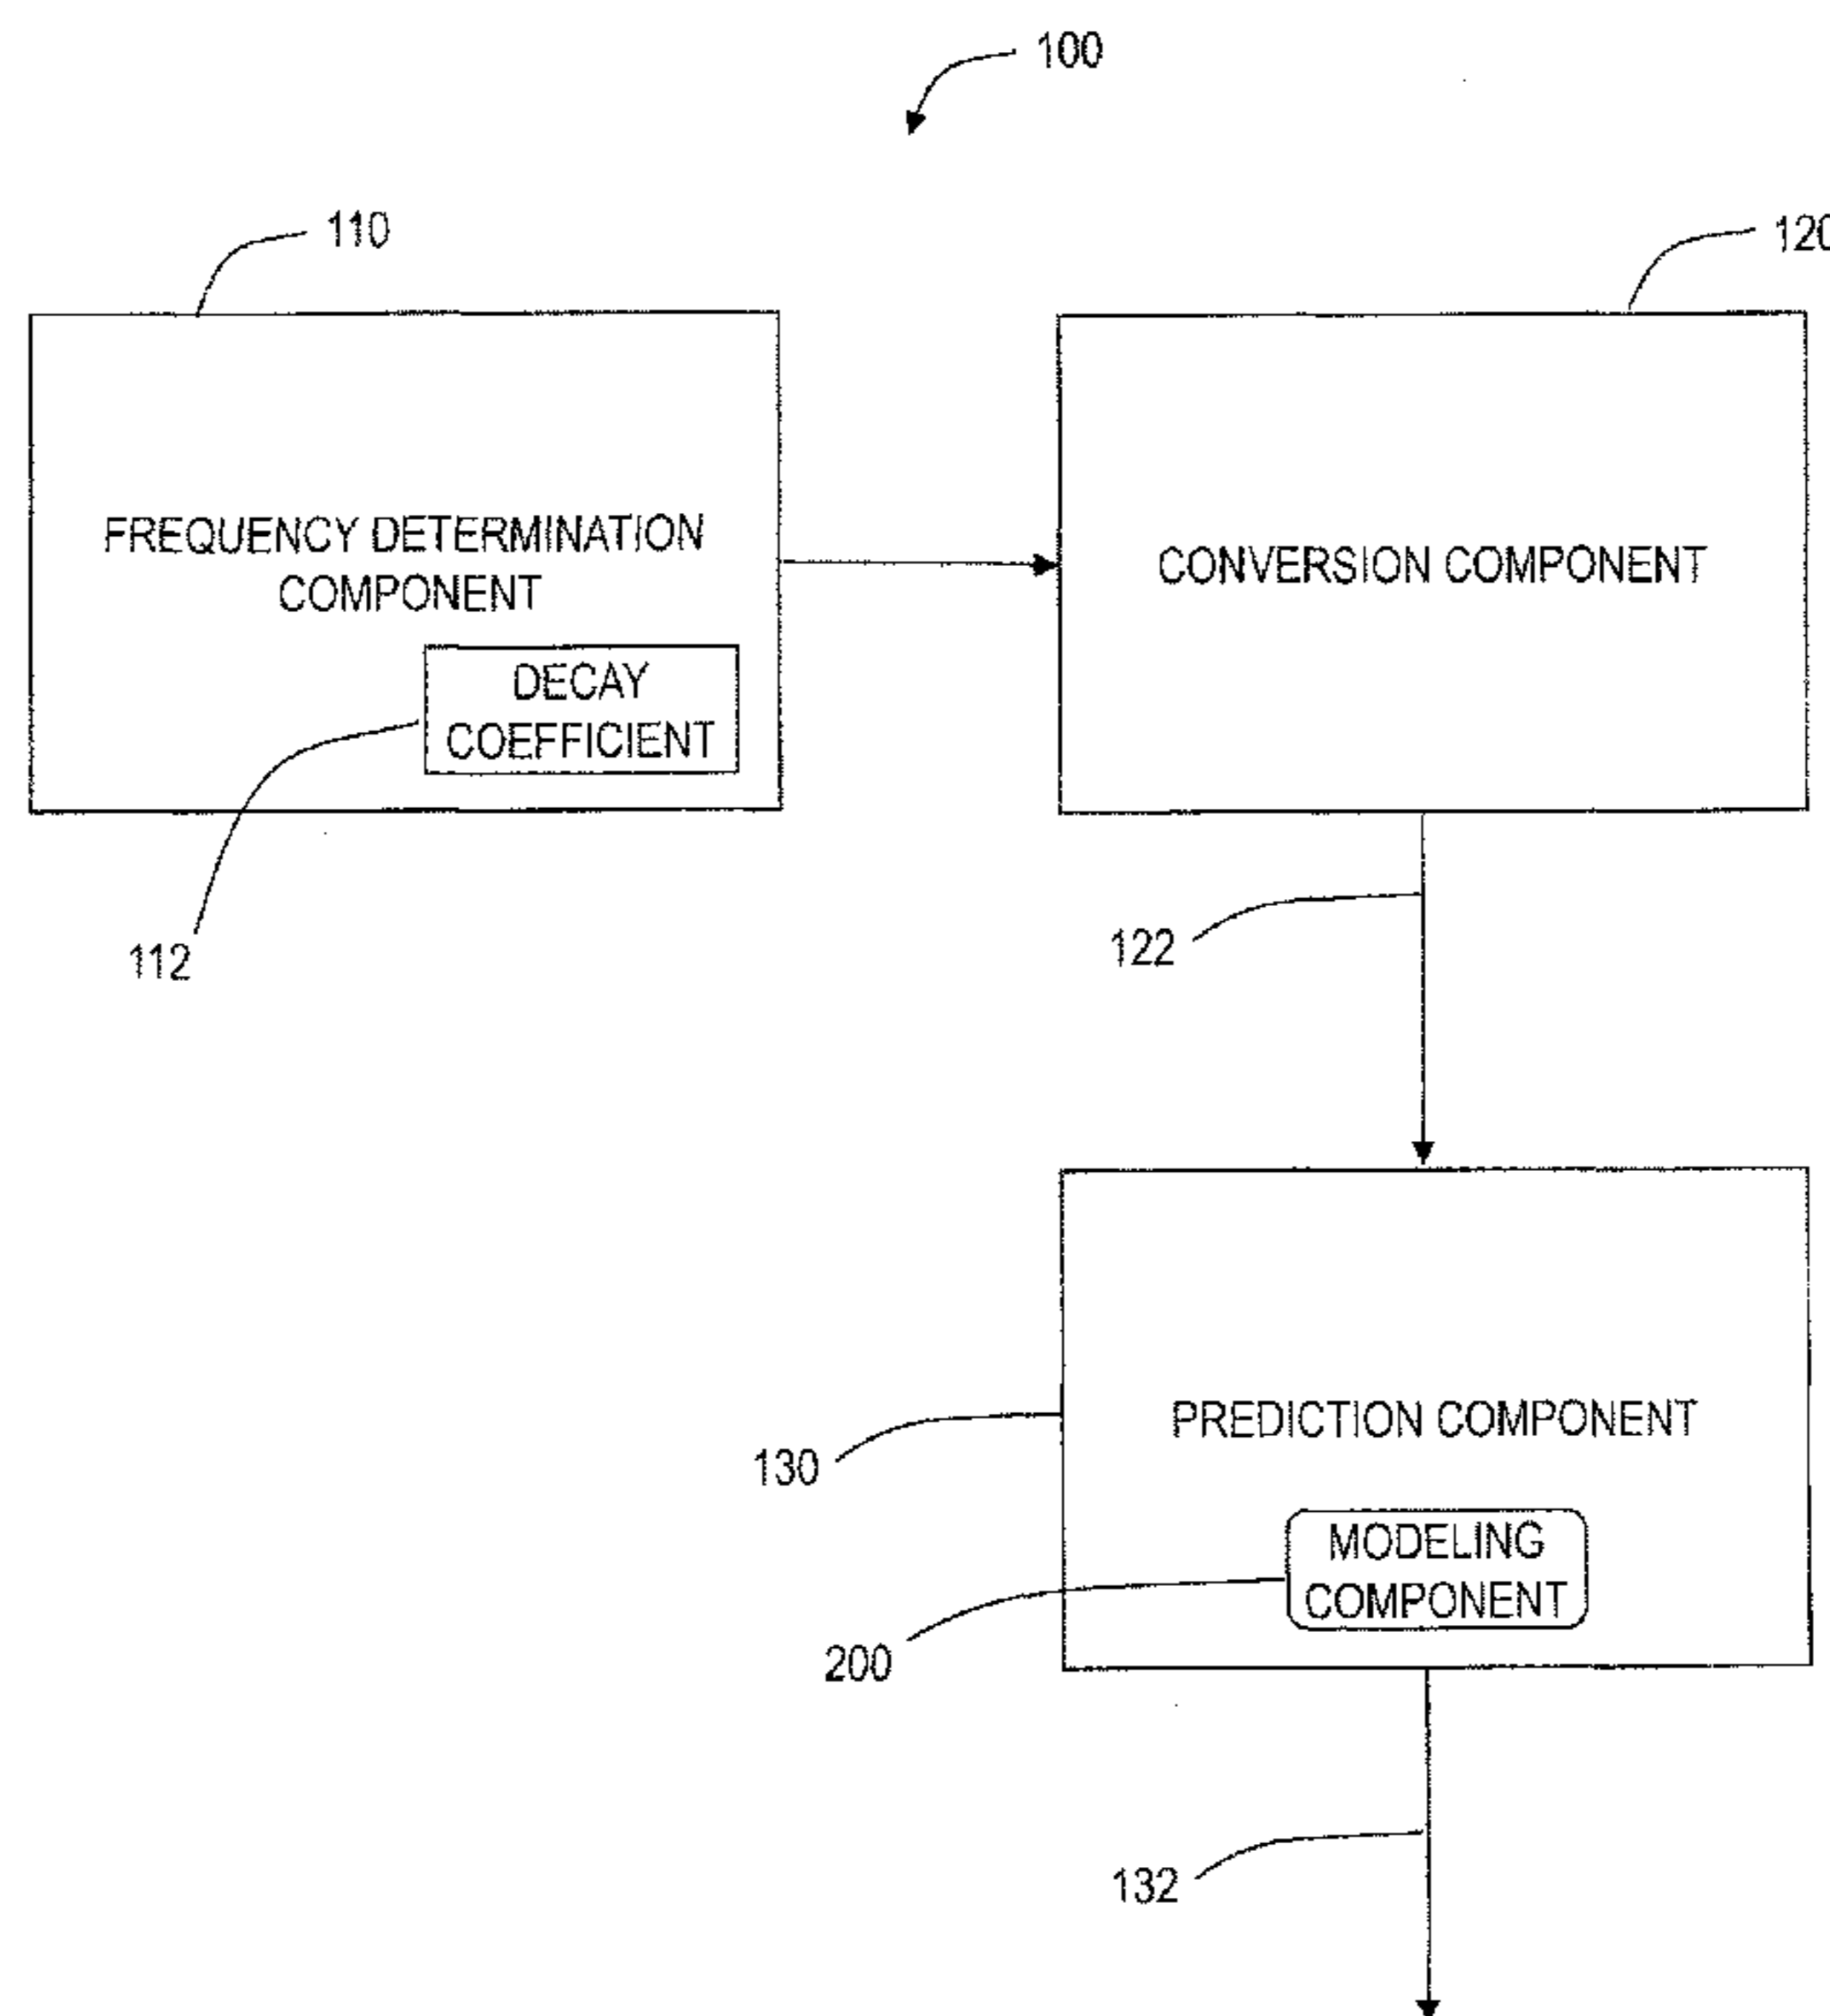 100
110
120
FREQUENCY DETERMINATION
COMPONENT
DECAY
COEFFICIENT
CONVERSION COMPONENT
112
122
PREDICTION COMPONENT
130
MODELING
COMPONENT
200
132